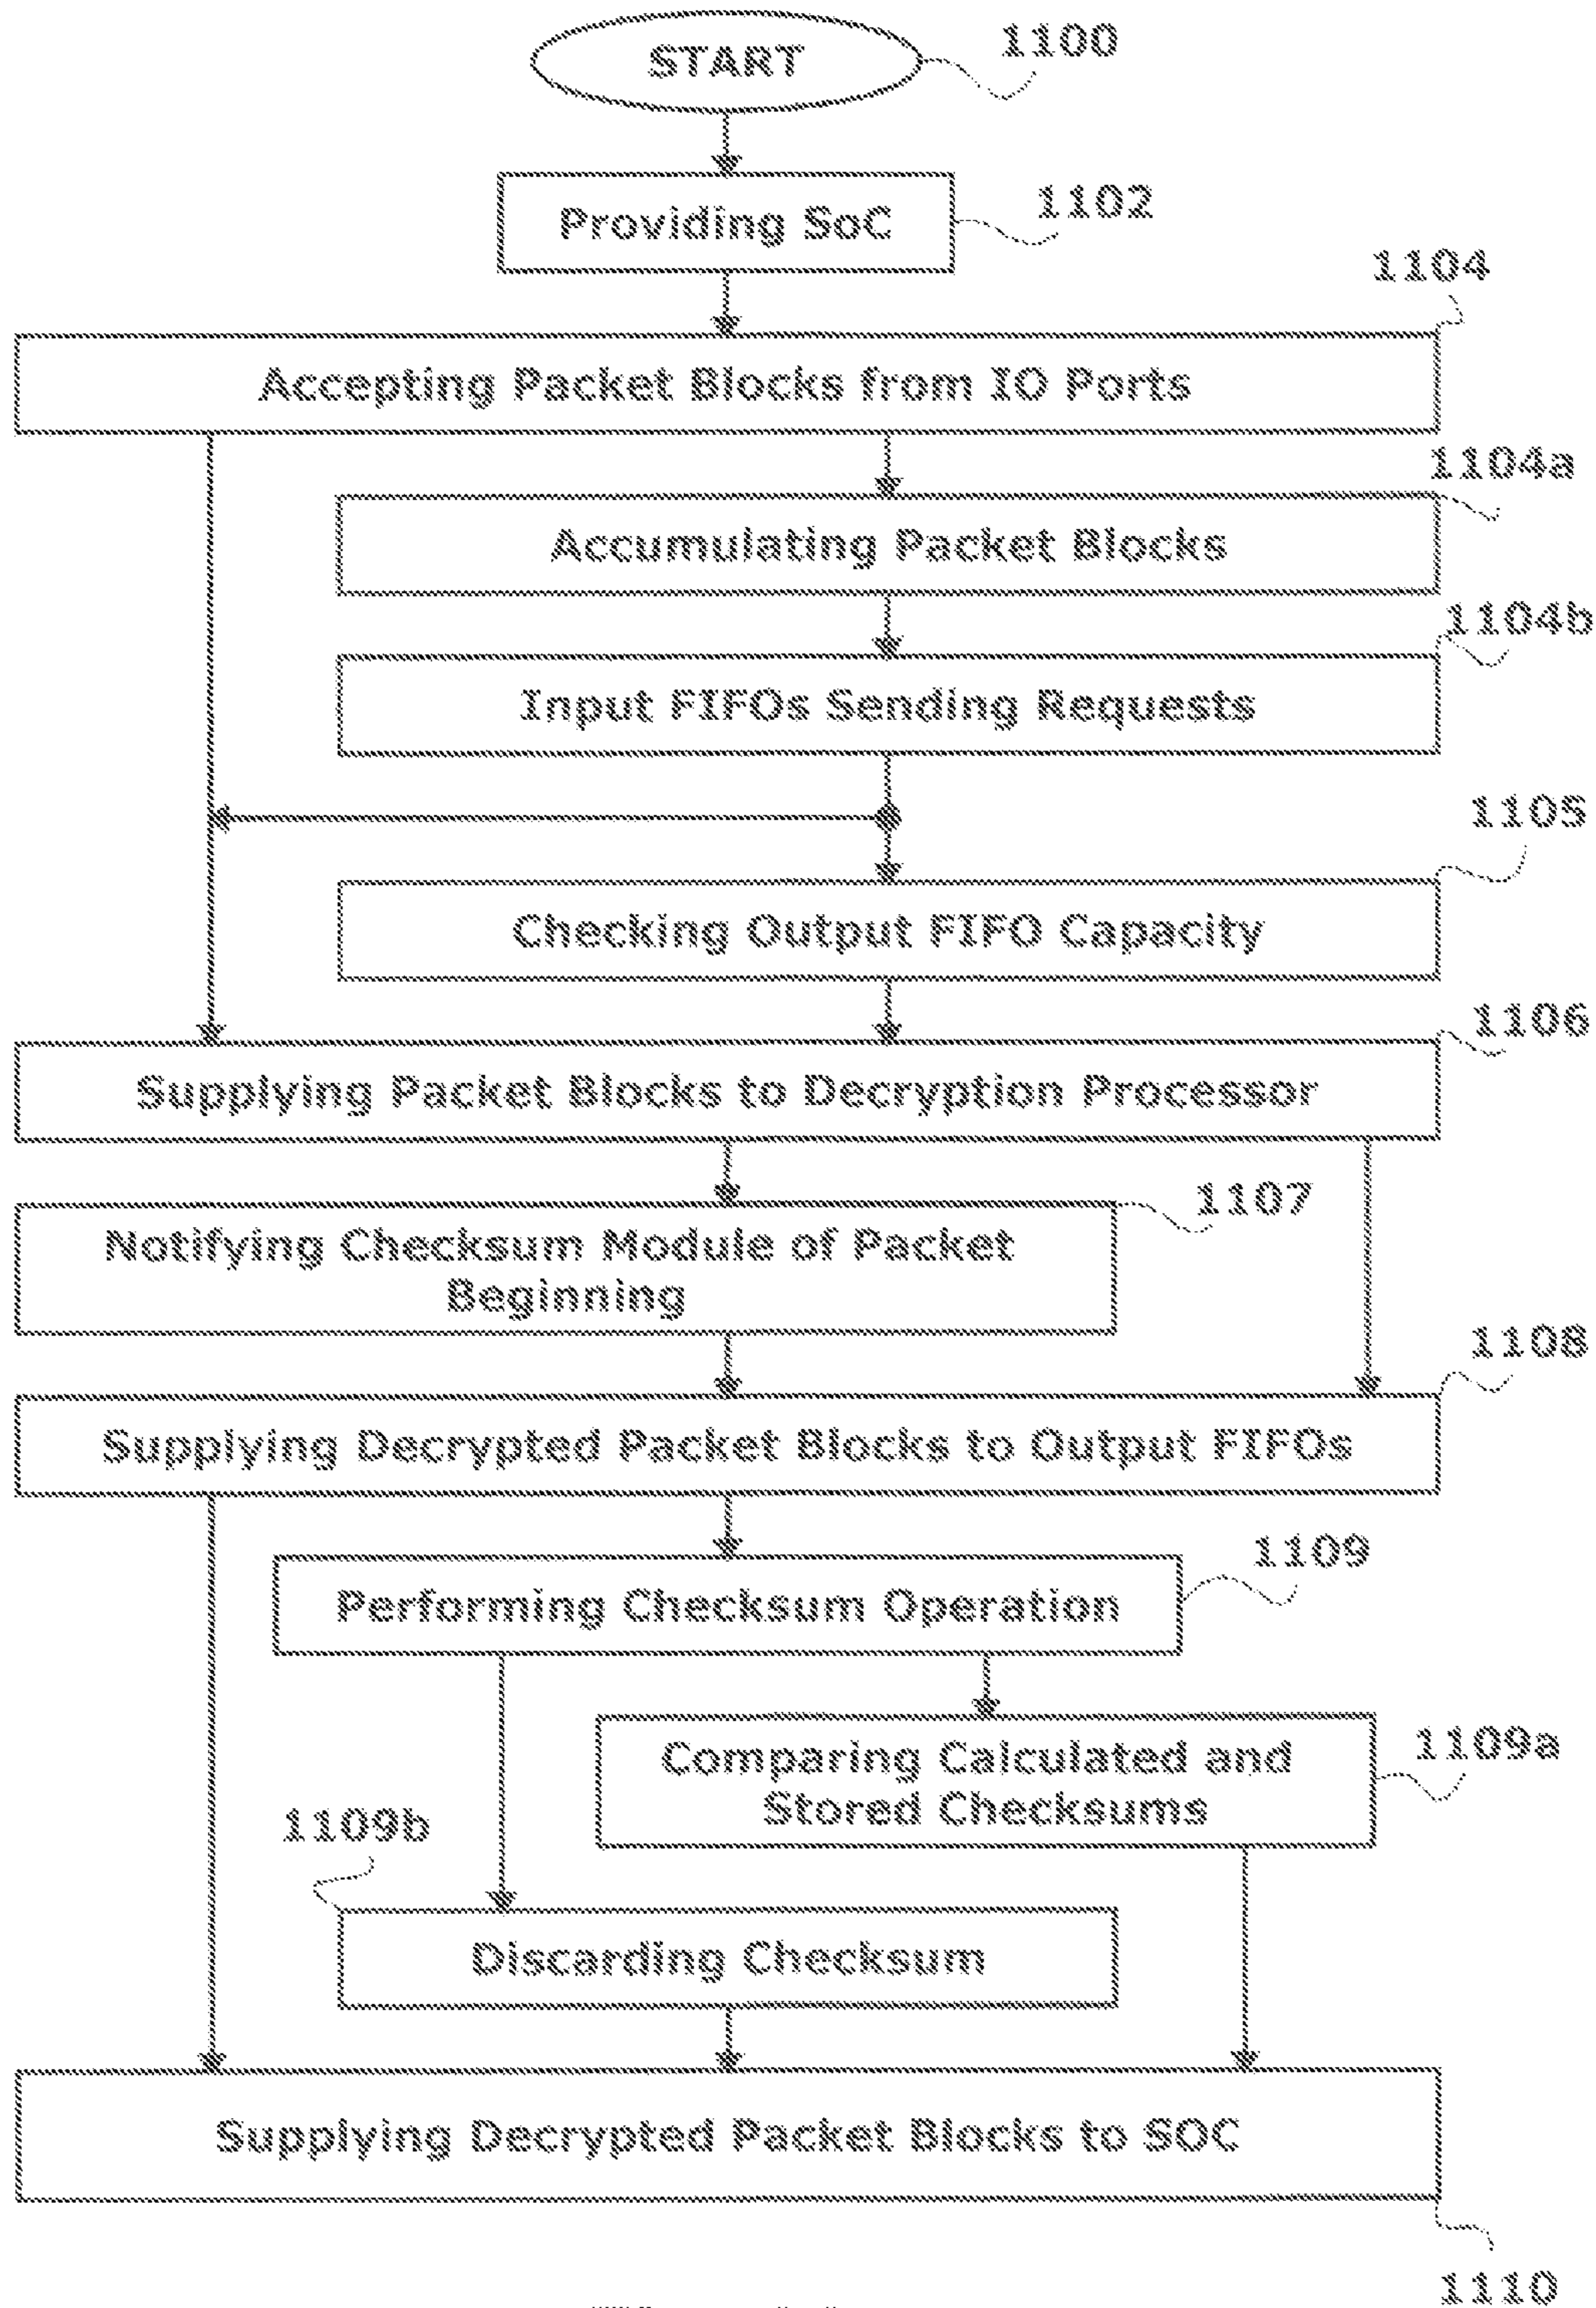 START
1100
Providing SoC
1102
1104
Accepting Packet Blocks from IO Ports
1104a
Accumulating Packet Blocks
1104b
Input FIFOs Sending Requests
1105
Checking Output FIFO Capacity
1106
Supplying Packet Blocks to Decryption Processor
1107
Notifying Checksum Module of Packet
Beginning
1108
Supplying Decrypted Packet Blocks to Output FIFOs
1109
Performing Checksum Operation
1109a
Comparing Calculated and
Stored Checksums
1109b
Discarding Checksum
Supplying Decrypted Packet Blocks to SOC
1110